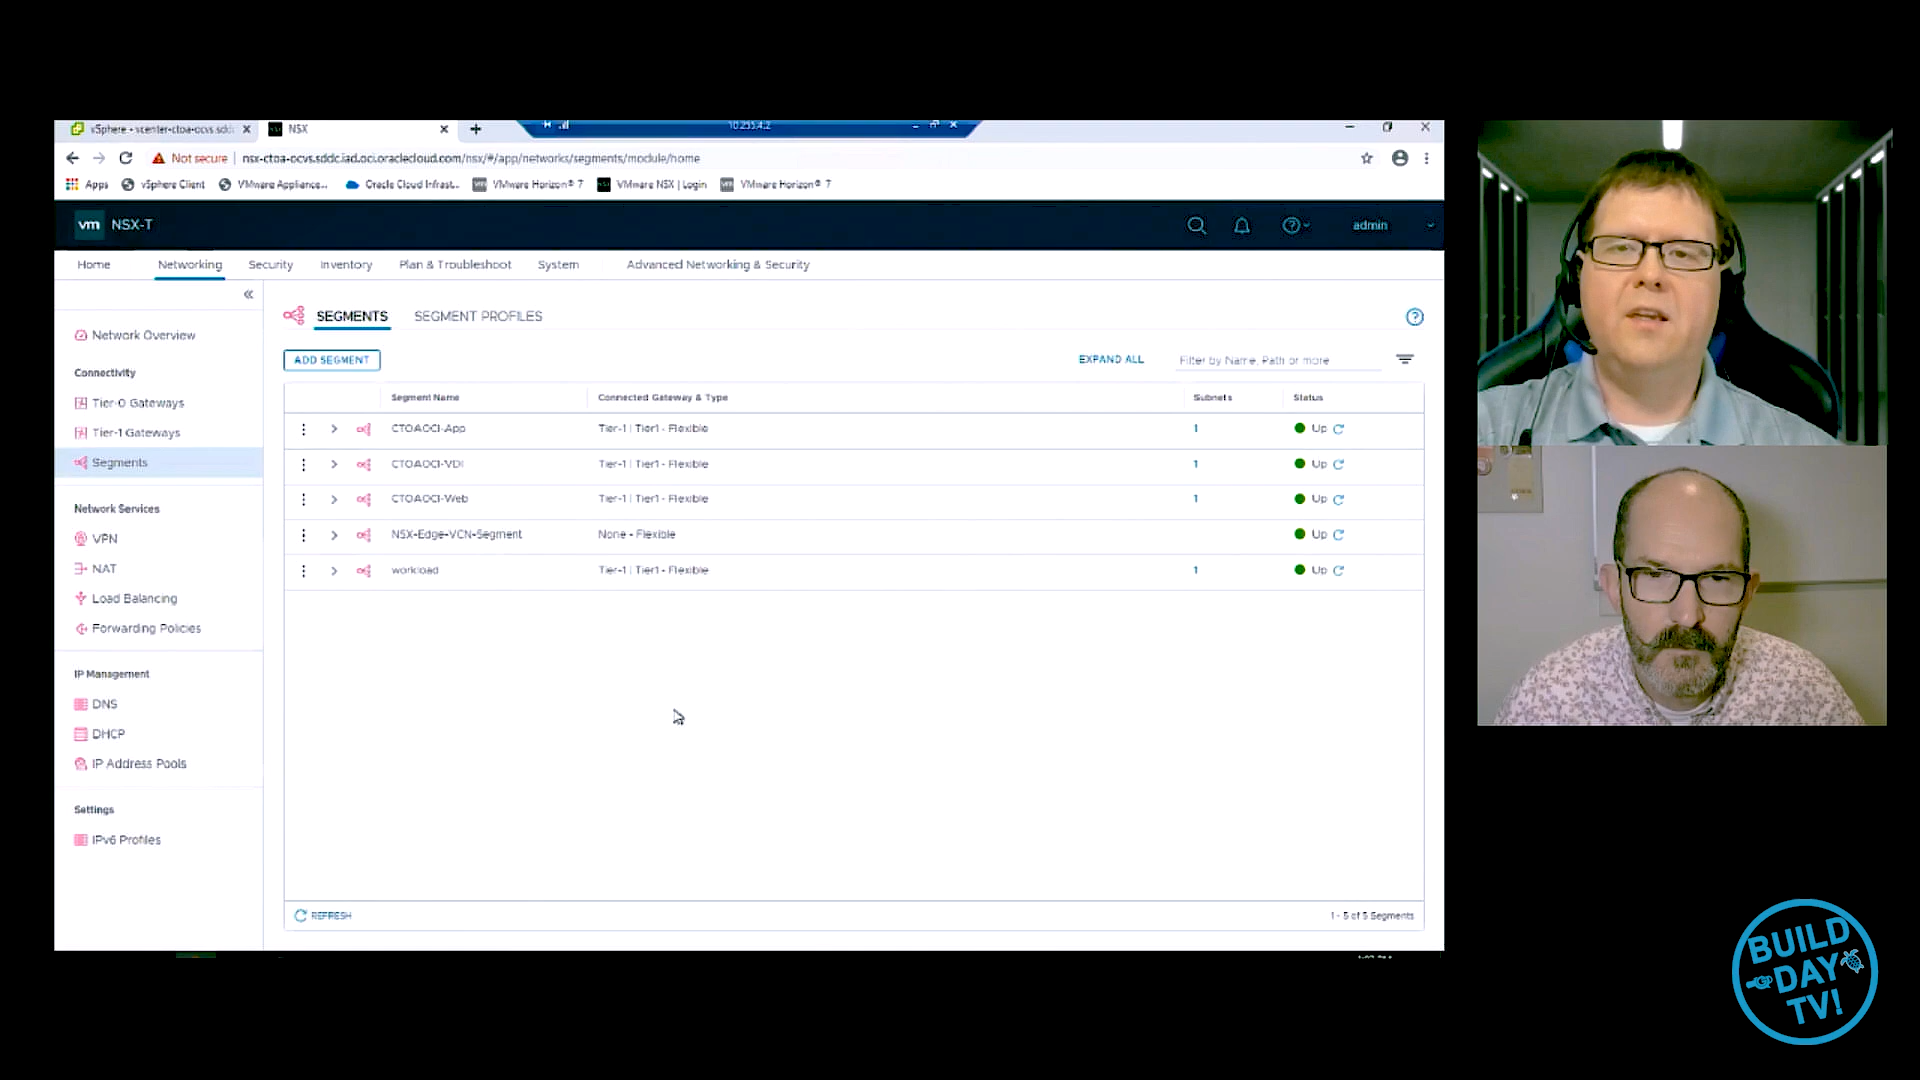 vSphere - vcenter-ctoa-ocvs.sddc
NSX
10.255.4.2
Not secure | nsx-ctoa-ocvs.sddc.iad.oci.oraclecloud.com/nsx/#/app/networks/segments/module/home
Apps vSphere Client VMware Appliance... Oracle Cloud Infrast... VMware Horizon® 7 VMware NSX | Login VMware Horizon® 7
vm NSX-T admin
Home Networking Security Inventory Plan & Troubleshoot System Advanced Networking & Security
Network Overview
Connectivity
Tier-0 Gateways
Tier-1 Gateways
Segments
Network Services
VPN
NAT
Load Balancing
Forwarding Policies
IP Management
DNS
DHCP
IP Address Pools
Settings
IPv6 Profiles
SEGMENTS SEGMENT PROFILES
ADD SEGMENT EXPAND ALL Filter by Name, Path or more
Segment Name Connected Gateway & Type Subnets Status
CTOAOCI-App Tier-1 | Tier1 - Flexible 1 Up
CTOAOCI-VDI Tier-1 | Tier1 - Flexible 1 Up
CTOAOCI-Web Tier-1 | Tier1 - Flexible 1 Up
NSX-Edge-VCN-Segment None - Flexible Up
workload Tier-1 | Tier1 - Flexible 1 Up
REFRESH 1 - 5 of 5 Segments
BUILD
DAY
TV!